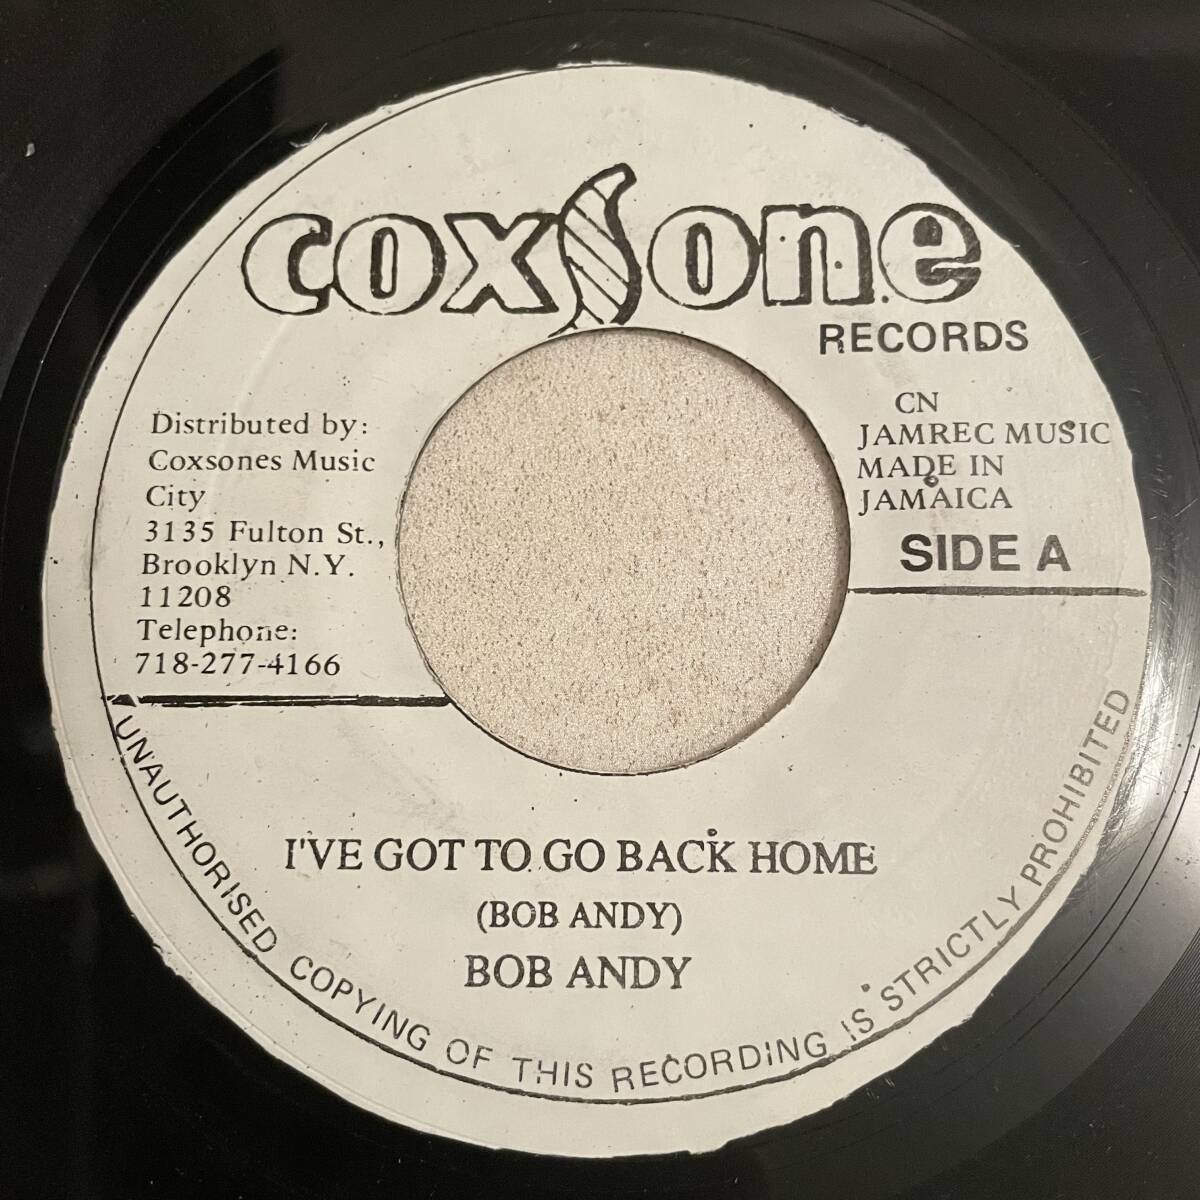 coxsone
RECORDS
Distributed by:
Coxsones Music
City
3135 Fulton St.,
Brooklyn N.Y.
11208
Telephone:
718-277-4166
CN
JAMREC MUSIC
MADE IN
JAMAICA
SIDE A
I'VE GOT TO GO BACK HOME
(BOB ANDY)
BOB ANDY
UNAUTHORISED COPYING OF THIS RECORDING IS STRICTLY PROHIBITED